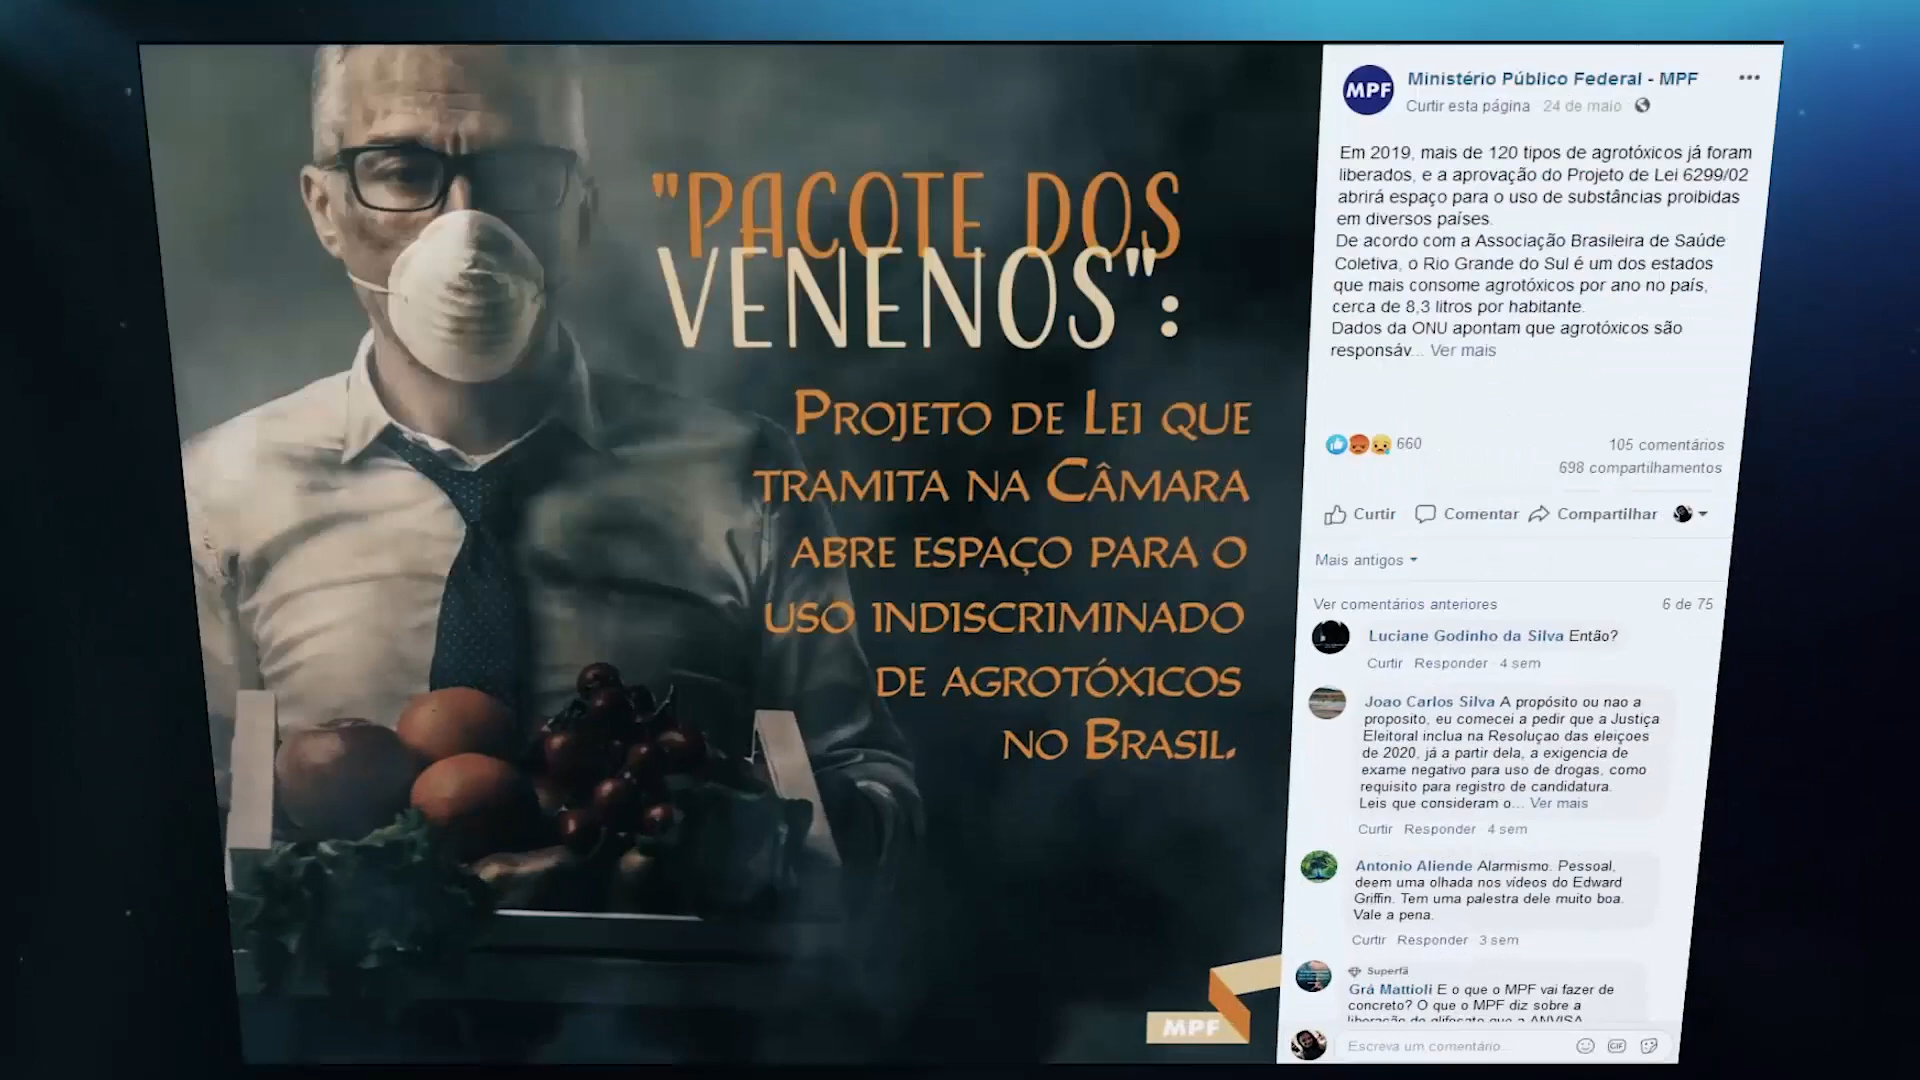 "PACOTE DOS
VENENOS":
PROJETO DE LEI QUE
TRAMITA NA CÂMARA
ABRE ESPAÇO PARA O
USO INDISCRIMINADO
DE AGROTÓXICOS
NO BRASIL.
MPF
MPF
Ministério Público Federal - MPF
Curtir esta página 24 de maio
Em 2019, mais de 120 tipos de agrotóxicos já foram
liberados, e a aprovação do Projeto de Lei 6299/02
abrirá espaço para o uso de substâncias proibidas
em diversos países.
De acordo com a Associação Brasileira de Saúde
Coletiva, o Rio Grande do Sul é um dos estados
que mais consome agrotóxicos por ano no país,
cerca de 8,3 litros por habitante.
Dados da ONU apontam que agrotóxicos são
responsáv... Ver mais
660
105 comentários
698 compartilhamentos
Curtir Comentar Compartilhar
Mais antigos
Ver comentários anteriores 6 de 75
Luciane Godinho da Silva Então?
Curtir Responder 4 sem
Joao Carlos Silva A propósito ou nao a
proposito, eu comecei a pedir que a Justiça
Eleitoral inclua na Resoluçao das eleiçoes
de 2020, já a partir dela, a exigencia de
exame negativo para uso de drogas, como
requisito para registro de candidatura.
Leis que consideram o... Ver mais
Curtir Responder 4 sem
Antonio Aliende Alarmismo. Pessoal,
deem uma olhada nos vídeos do Edward
Griffin. Tem uma palestra dele muito boa.
Vale a pena.
Curtir Responder 3 sem
Superfã
Grá Mattioli E o que o MPF vai fazer de
concreto? O que o MPF diz sobre a
liberação do glifosato que a ANVISA
Escreva um comentário...
GIF